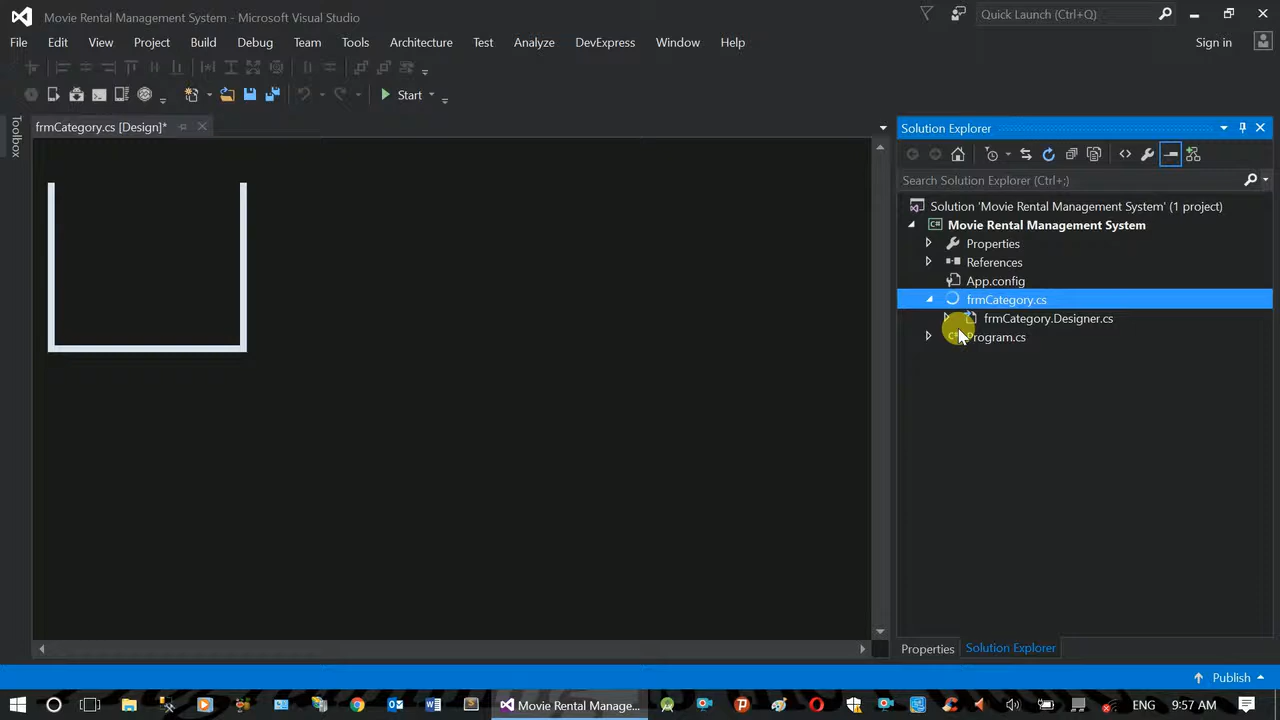 Movie Rental Management System - Microsoft Visual Studio
Quick Launch (Ctrl+Q)
File Edit View Project Build Debug Team Tools Architecture Test Analyze DevExpress Window Help
Sign in
Start
Toolbox
frmCategory.cs [Design]*
Solution Explorer
Search Solution Explorer (Ctrl+;)
Solution 'Movie Rental Management System' (1 project)
C# Movie Rental Management System
Properties
References
App.config
frmCategory.cs
frmCategory.Designer.cs
Program.cs
Properties Solution Explorer
Publish
Movie Rental Manage...
ENG 9:57 AM